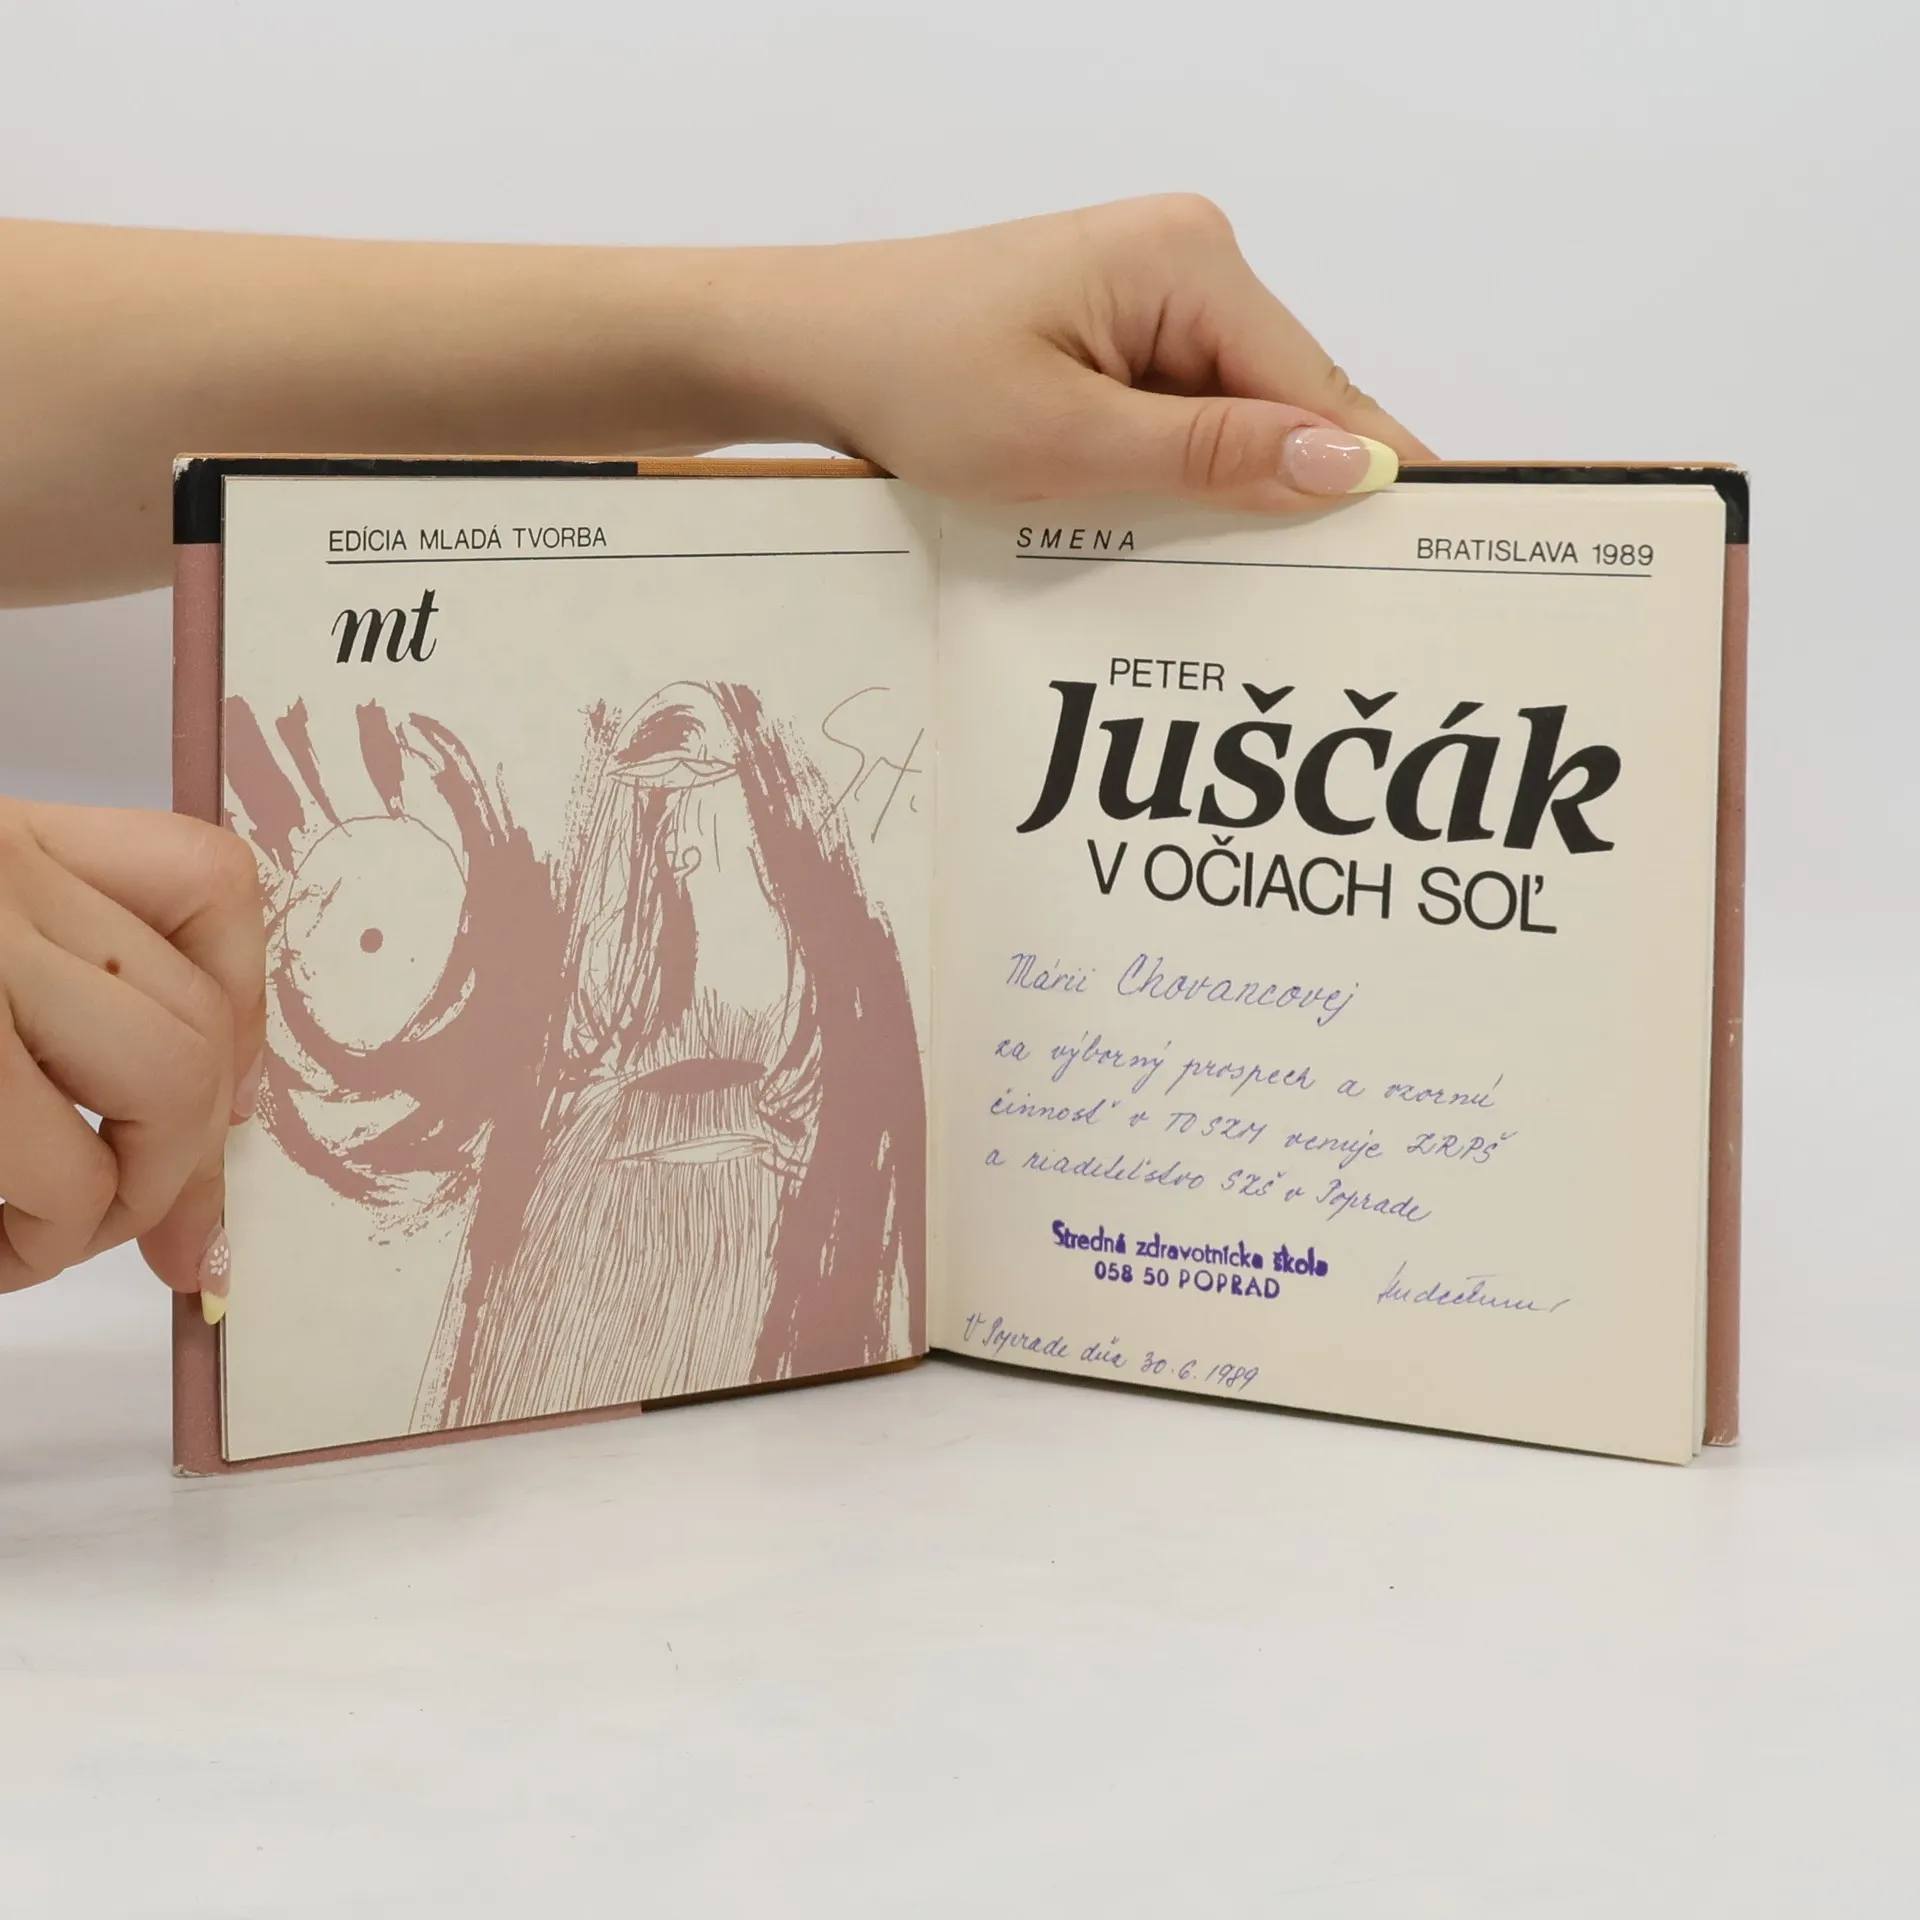 EDÍCIA MLADÁ TVORBA
mt
SMENA BRATISLAVA 1989
PETER
Juščák
V OČIACH SOĽ
Márii Chovancovej
za výborný prospech a vzornú
činnosť v TO SZM venuje ZRPŠ
a riaditeľstvo SZŠ v Poprade
Stredná zdravotnícka škola
058 50 POPRAD
V Poprade dňa 30.6.1989